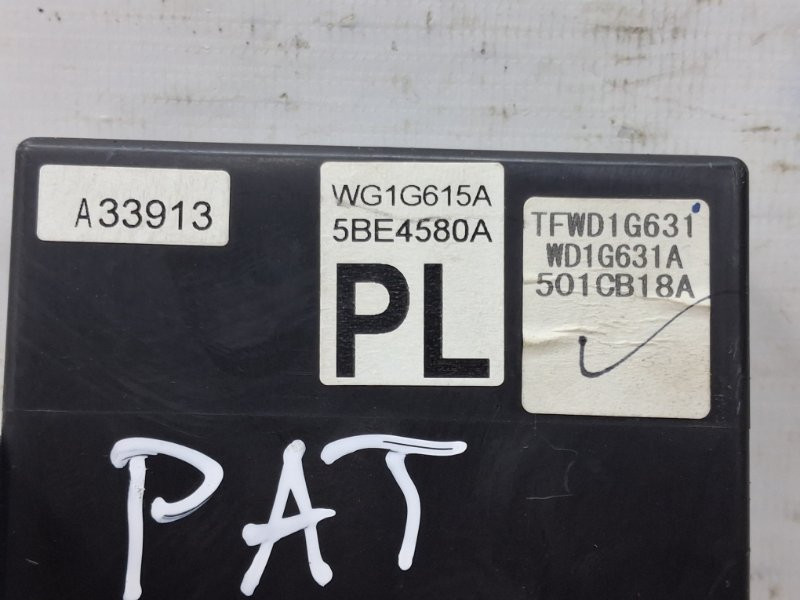 A33913
WG1G615A
5BE4580A
PL
TFWD1G631
WD1G631A
501CB18A
PAT